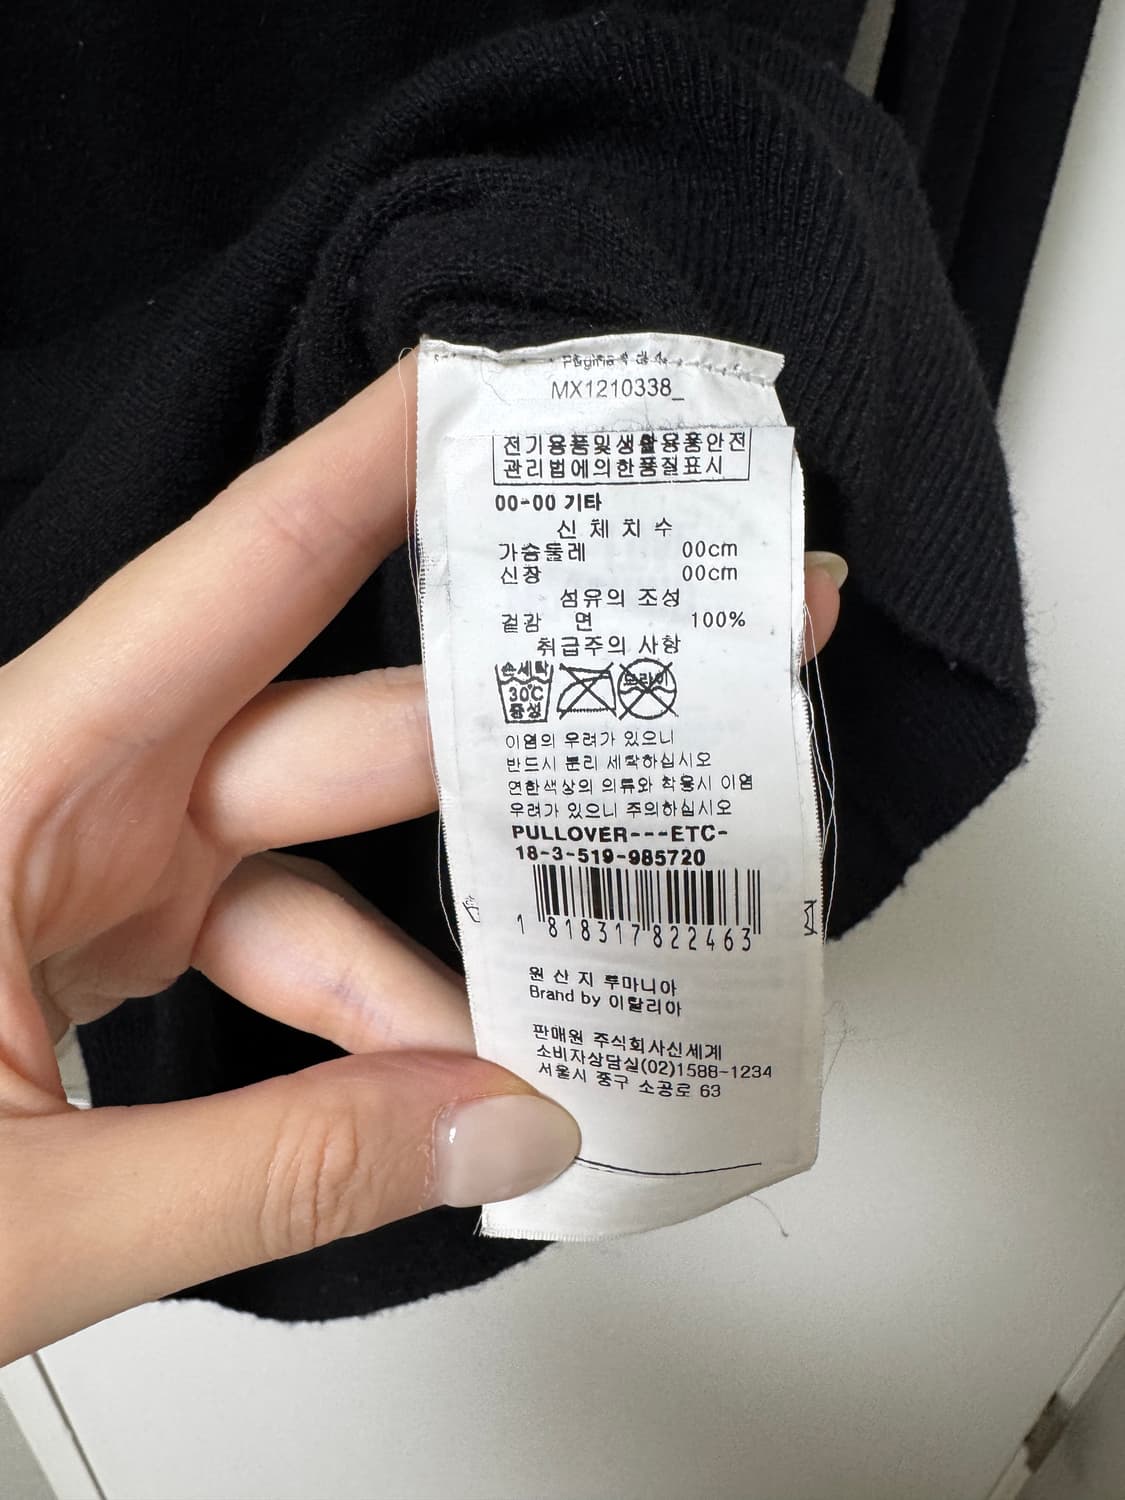 MX1210338_
전기용품및생활용품안전
관리법에의한품질표시
00-00 기타
신 체 치 수
가슴둘레 00cm
신장 00cm
섬유의 조성
겉감 면 100%
취급주의 사항
손세탁
30℃
중성
드라이
이염의 우려가 있으니
반드시 분리 세탁하십시오
연한색상의 의류와 착용시 이염
우려가 있으니 주의하십시오
PULLOVER---ETC-
18-3-519-985720
1 818317 822463
원 산 지 루마니아
Brand by 이탈리아
판매원 주식회사신세계
소비자상담실(02)1588-1234
서울시 중구 소공로 63